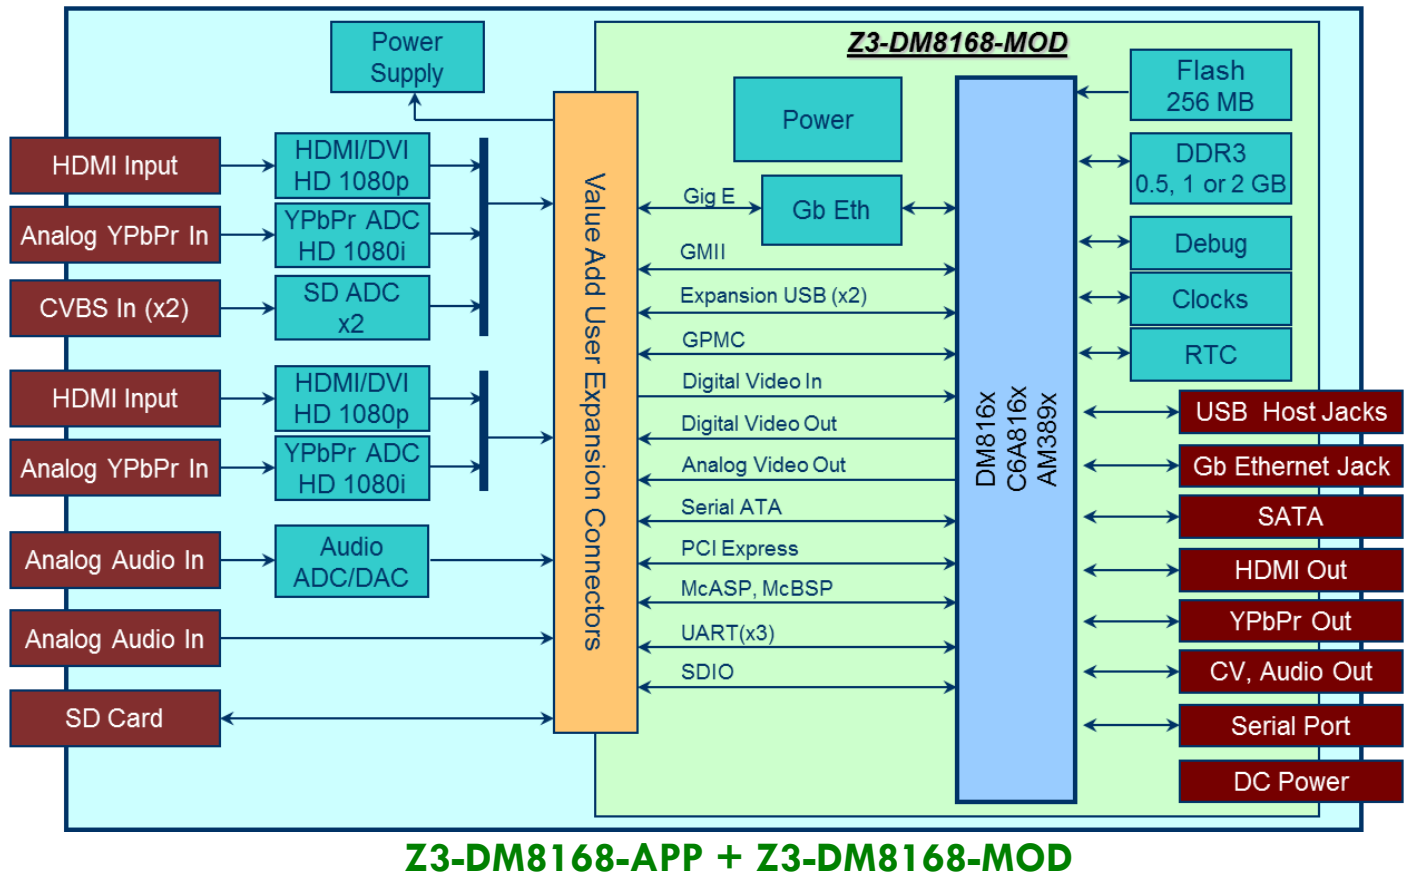 Z3-DM8168-MOD
Power
Supply
HDMI Input
HDMI/DVI
HD 1080p
Analog YPbPr In
YPbPr ADC
HD 1080i
CVBS In (x2)
SD ADC
x2
HDMI Input
HDMI/DVI
HD 1080p
Analog YPbPr In
YPbPr ADC
HD 1080i
Analog Audio In
Audio
ADC/DAC
Analog Audio In
SD Card
Value Add User Expansion Connectors
Power
Gig E
Gb Eth
GMII
Expansion USB (x2)
GPMC
Digital Video In
Digital Video Out
Analog Video Out
Serial ATA
PCI Express
McASP, McBSP
UART(x3)
SDIO
DM816x
C6A816x
AM389x
Flash
256 MB
DDR3
0.5, 1 or 2 GB
Debug
Clocks
RTC
USB Host Jacks
Gb Ethernet Jack
SATA
HDMI Out
YPbPr Out
CV, Audio Out
Serial Port
DC Power
Z3-DM8168-APP + Z3-DM8168-MOD